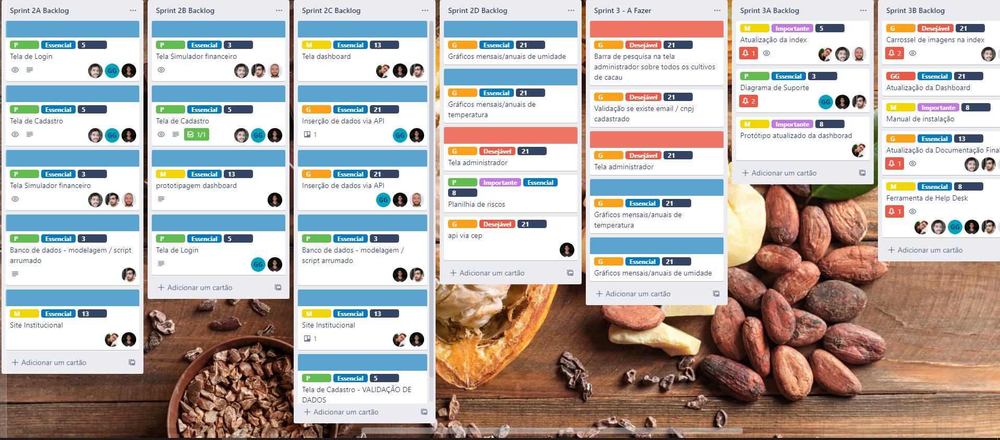 Sprint 2A Backlog
P Essencial 5
Tela de Login
GG
P Essencial 5
Tela de Cadastro
GG
P Essencial 3
Tela Simulador financeiro
P Essencial 3
Banco de dados - modelagem / script
arrumado
M Essencial 13
Site Institucional
Adicionar um cartão
Sprint 2B Backlog
P Essencial 3
Tela Simulador financeiro
P Essencial 5
Tela de Cadastro
1/1 GG
M Essencial 13
prototipagem dashboard
P Essencial 5
Tela de Login
GG
Adicionar um cartão
Sprint 2C Backlog
M Essencial 13
Tela dashboard
G Essencial 21
Inserção de dados via API
1 GG
G Essencial 21
Inserção de dados via API
GG
P Essencial 3
Banco de dados - modelagem /
script arrumado
M Essencial 13
Site Institucional
1
P Essencial 5
Tela de Cadastro - VALIDAÇÃO DE
DADOS
Adicionar um cartão
Sprint 2D Backlog
G Essencial 21
Gráficos mensais/anuais de umidade
G Essencial 21
Gráficos mensais/anuais de
temperatura
G Desejável 21
Tela administrador
P Importante Essencial
8
Planilhia de riscos
G Desejável 21
api via cep
Adicionar um cartão
Sprint 3 - A Fazer
G Desejável 21
Barra de pesquisa na tela
administrador sobre todos os cultivos
de cacau
G Desejável 21
Validação se existe email / cnpj
cadastrado
G Desejável 21
Tela administrador
G Essencial 21
Gráficos mensais/anuais de
temperatura
G Essencial 21
Gráficos mensais/anuais de umidade
Adicionar um cartão
Sprint 3A Backlog
M Importante 5
Atualização da index
1
P Essencial 3
Diagrama de Suporte
2 GG
M Importante 8
Protótipo atualizado da dashborad
Adicionar um cartão
Sprint 3B Backlog
G Desejável 21
Carrossel de imagens na index
2
GG Essencial 21
Atualização da Dashboard
M Importante 8
Manual de instalação
G Essencial 13
Atualização da Documentação Final
1
M Essencial 8
Ferramenta de Help Desk
1
GG
Adicionar um cartão